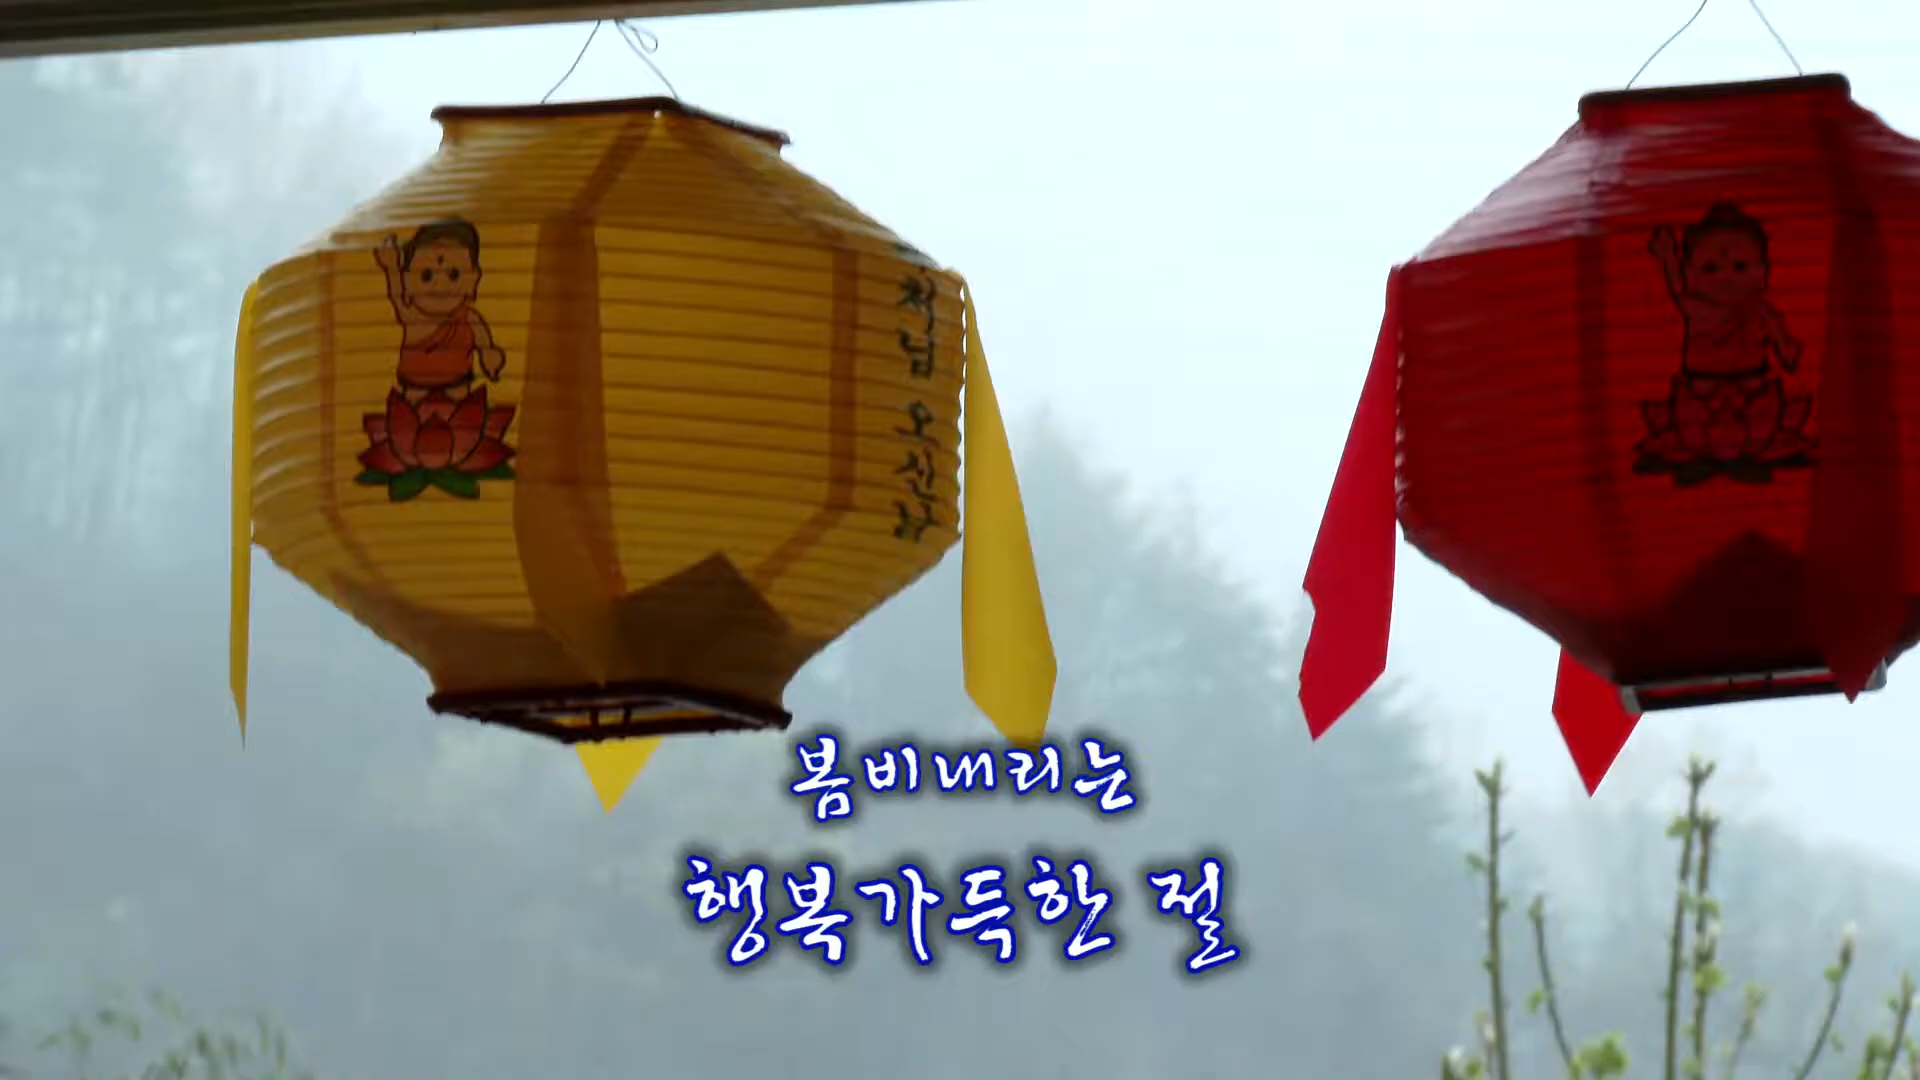 처님 오신날
봄비내리는
행복가득한 절